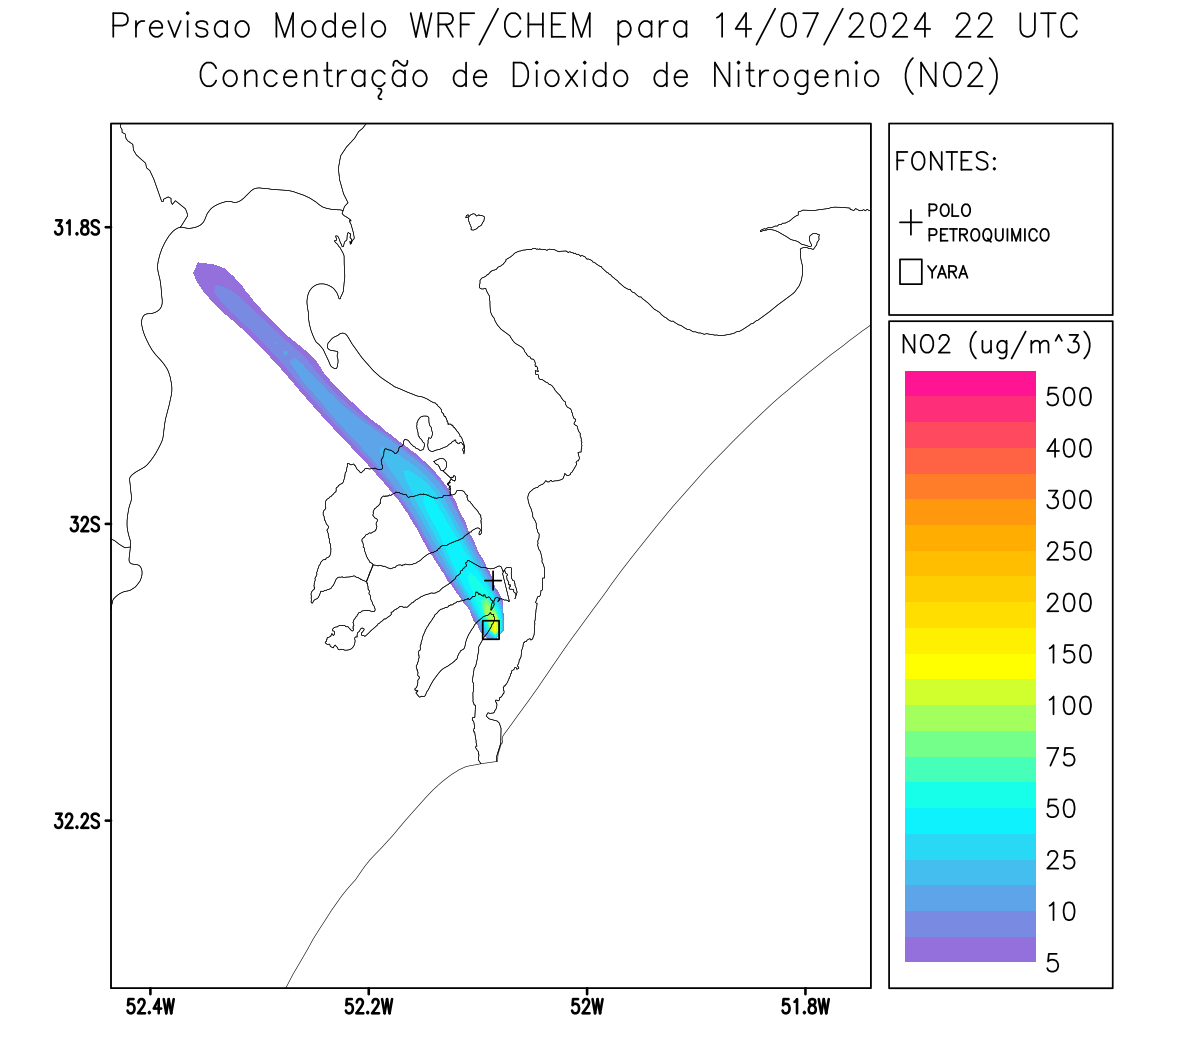 Previsao Modelo WRF/CHEM para 14/07/2024 22 UTC
Concentração de Dioxido de Nitrogenio (NO2)
FONTES:
POLO
PETROQUIMICO
YARA
NO2 (ug/m^3)
500
400
300
250
200
150
100
75
50
25
10
5
31.8S
32S
32.2S
52.4W
52.2W
52W
51.8W